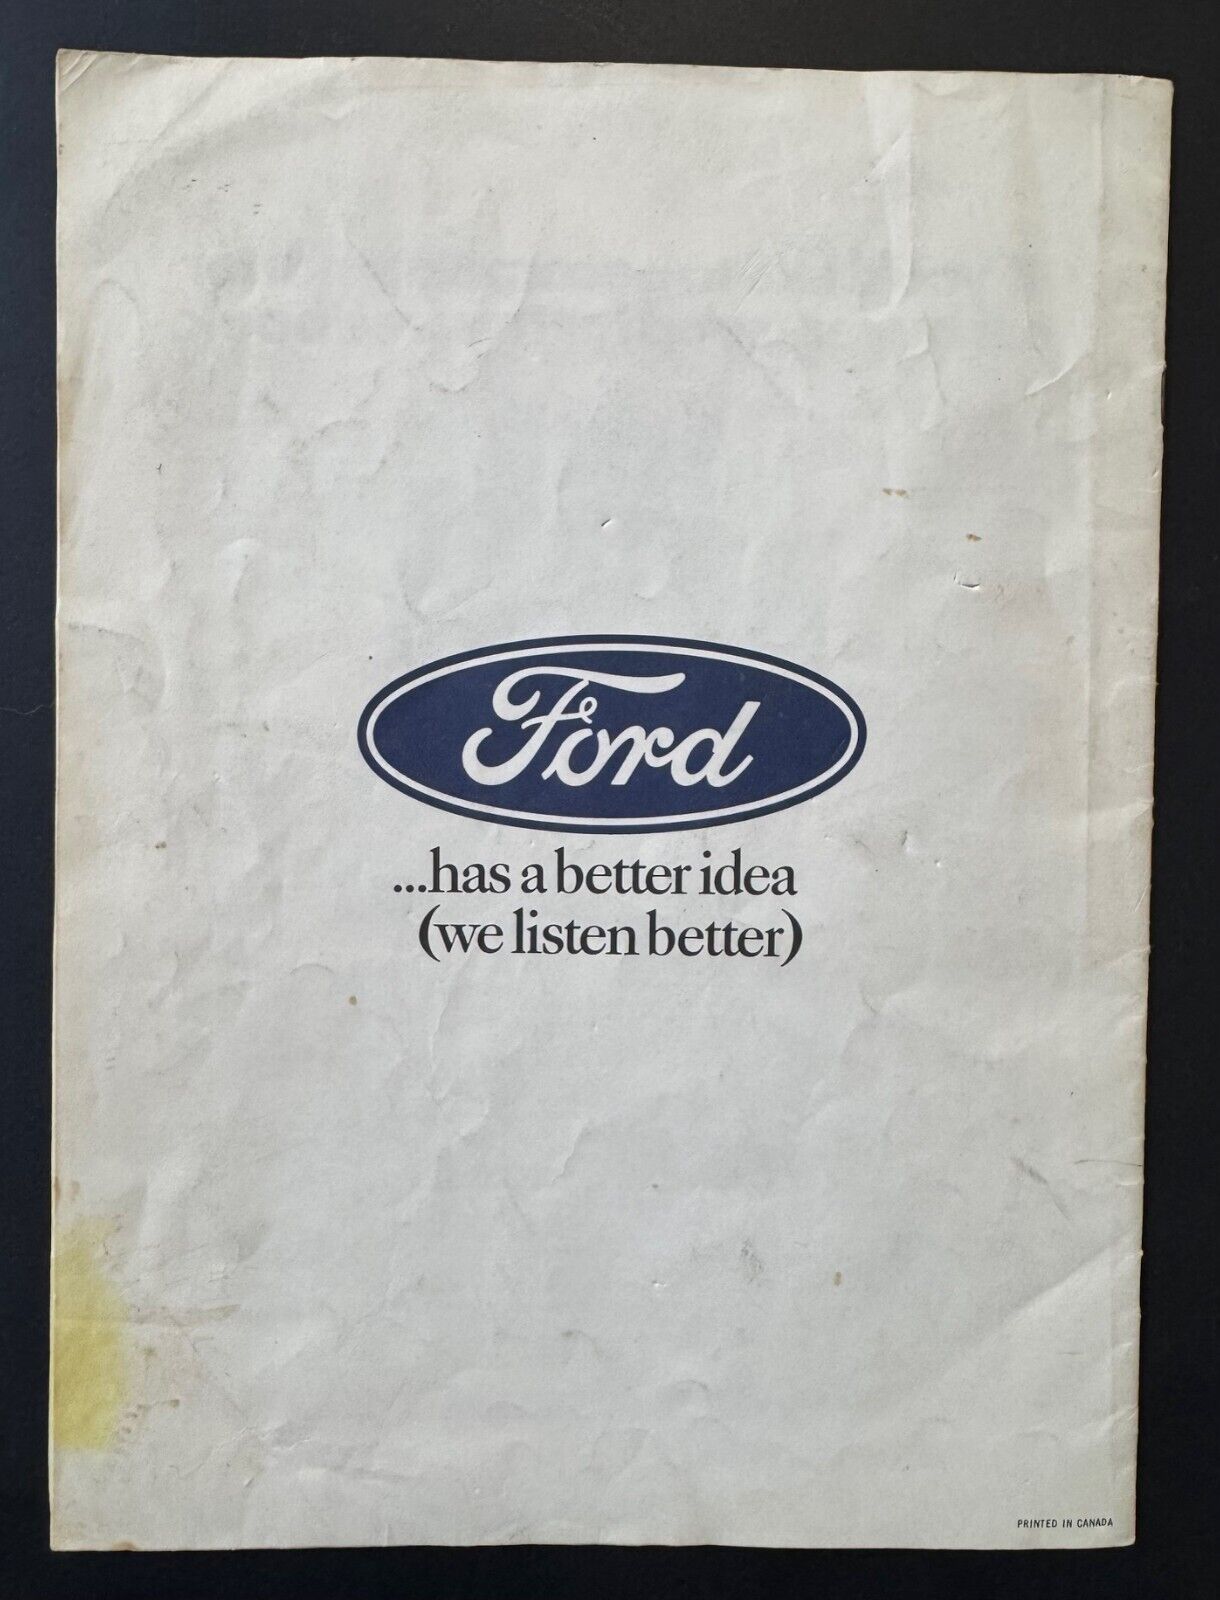 Ford
...has a better idea
(we listen better)
PRINTED IN CANADA